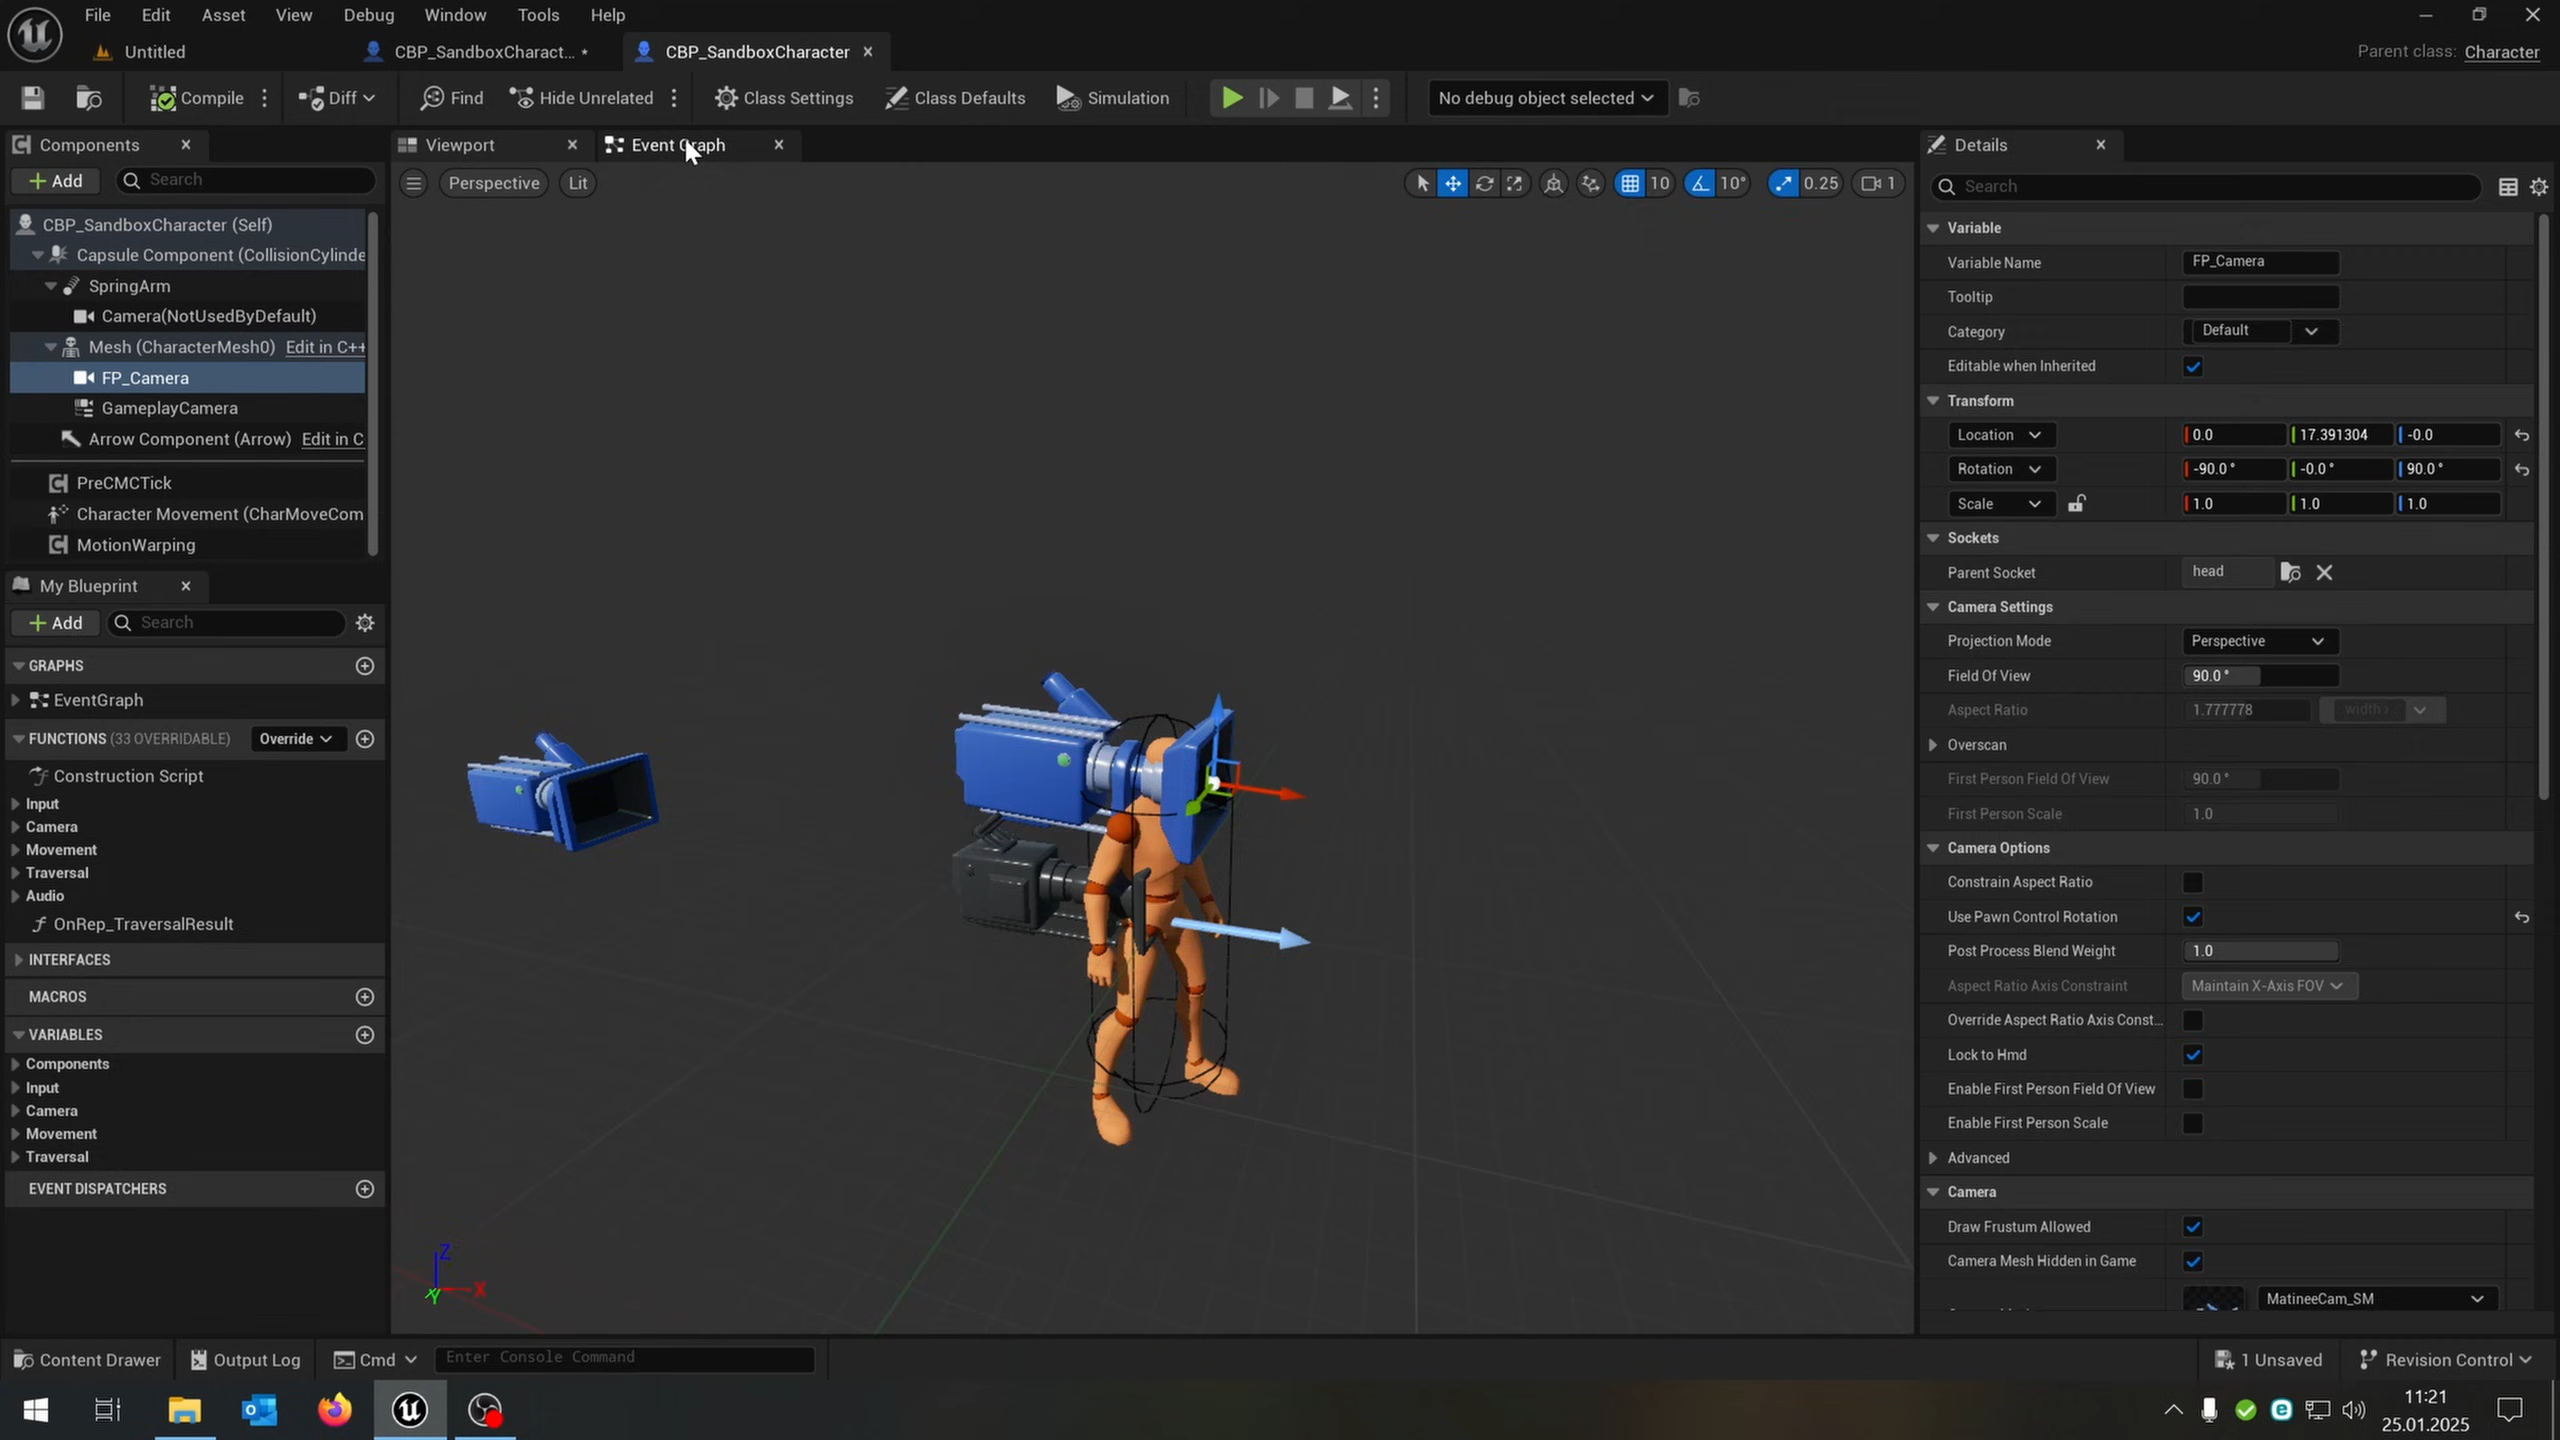 File Edit Asset View Debug Window Tools Help
Untitled CBP_SandboxCharact... • CBP_SandboxCharacter Parent class: Character
Compile Diff Find Hide Unrelated Class Settings Class Defaults Simulation No debug object selected
Components Viewport Event Graph Details
Add Search Perspective Lit 10 10° 0.25 1 Search
CBP_SandboxCharacter (Self)
Capsule Component (CollisionCylinde
SpringArm
Camera(NotUsedByDefault)
Mesh (CharacterMesh0) Edit in C++
FP_Camera
GameplayCamera
Arrow Component (Arrow) Edit in C
PreCMCTick
Character Movement (CharMoveCom
MotionWarping
My Blueprint
Add Search
GRAPHS
EventGraph
FUNCTIONS (33 OVERRIDABLE) Override
Construction Script
Input
Camera
Movement
Traversal
Audio
OnRep_TraversalResult
INTERFACES
MACROS
VARIABLES
Components
Input
Camera
Movement
Traversal
EVENT DISPATCHERS
Z
X
Y
Variable
Variable Name FP_Camera
Tooltip
Category Default
Editable when Inherited
Transform
Location 0.0 17.391304 -0.0
Rotation -90.0° -0.0° 90.0°
Scale 1.0 1.0 1.0
Sockets
Parent Socket head
Camera Settings
Projection Mode Perspective
Field Of View 90.0°
Aspect Ratio 1.777778
Overscan
First Person Field Of View 90.0°
First Person Scale 1.0
Camera Options
Constrain Aspect Ratio
Use Pawn Control Rotation
Post Process Blend Weight 1.0
Aspect Ratio Axis Constraint Maintain X-Axis FOV
Override Aspect Ratio Axis Const...
Lock to Hmd
Enable First Person Field Of View
Enable First Person Scale
Advanced
Camera
Draw Frustum Allowed
Camera Mesh Hidden in Game
MatineeCam_SM
Content Drawer Output Log Cmd Enter Console Command 1 Unsaved Revision Control
11:21
25.01.2025